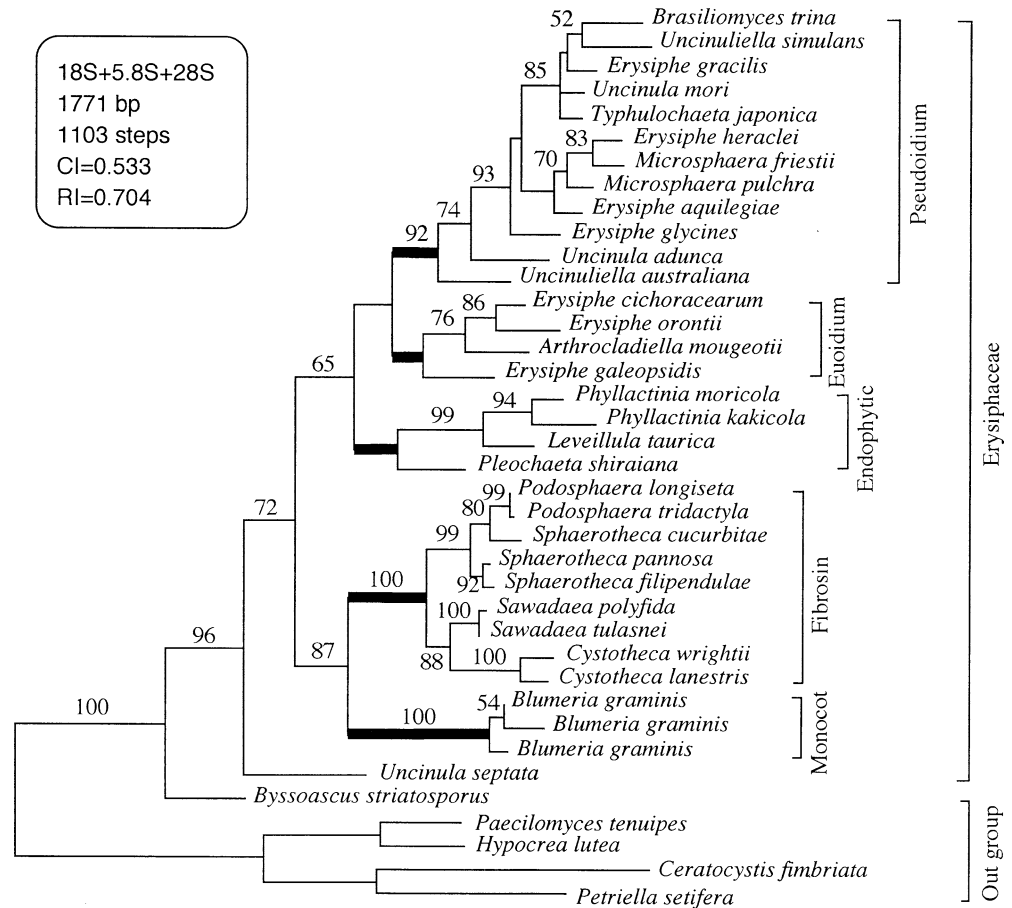 18S+5.8S+28S
1771 bp
1103 steps
CI=0.533
RI=0.704
52
Brasiliomyces trina
Uncinuliella simulans
85
Erysiphe gracilis
Uncinula mori
Typhulochaeta japonica
83
Erysiphe heraclei
70
Microsphaera friestii
93
Microsphaera pulchra
74
Erysiphe aquilegiae
92
Erysiphe glycines
Uncinula adunca
Uncinuliella australiana
Pseudoidium
86
Erysiphe cichoracearum
76
Erysiphe orontii
Arthrocladiella mougeotii
Erysiphe galeopsidis
Euoidium
65
94
Phyllactinia moricola
99
Phyllactinia kakicola
Leveillula taurica
Pleochaeta shiraiana
Endophytic
99
Podosphaera longiseta
80
Podosphaera tridactyla
72
99
Sphaerotheca cucurbitae
Sphaerotheca pannosa
92
Sphaerotheca filipendulae
100
100
Sawadaea polyfida
Sawadaea tulasnei
96
87
88
100
Cystotheca wrightii
Cystotheca lanestris
Fibrosin
54
Blumeria graminis
100
100
Blumeria graminis
Blumeria graminis
Monocot
Uncinula septata
Erysiphaceae
Byssoascus striatosporus
Paecilomyces tenuipes
Hypocrea lutea
Ceratocystis fimbriata
Petriella setifera
Out group